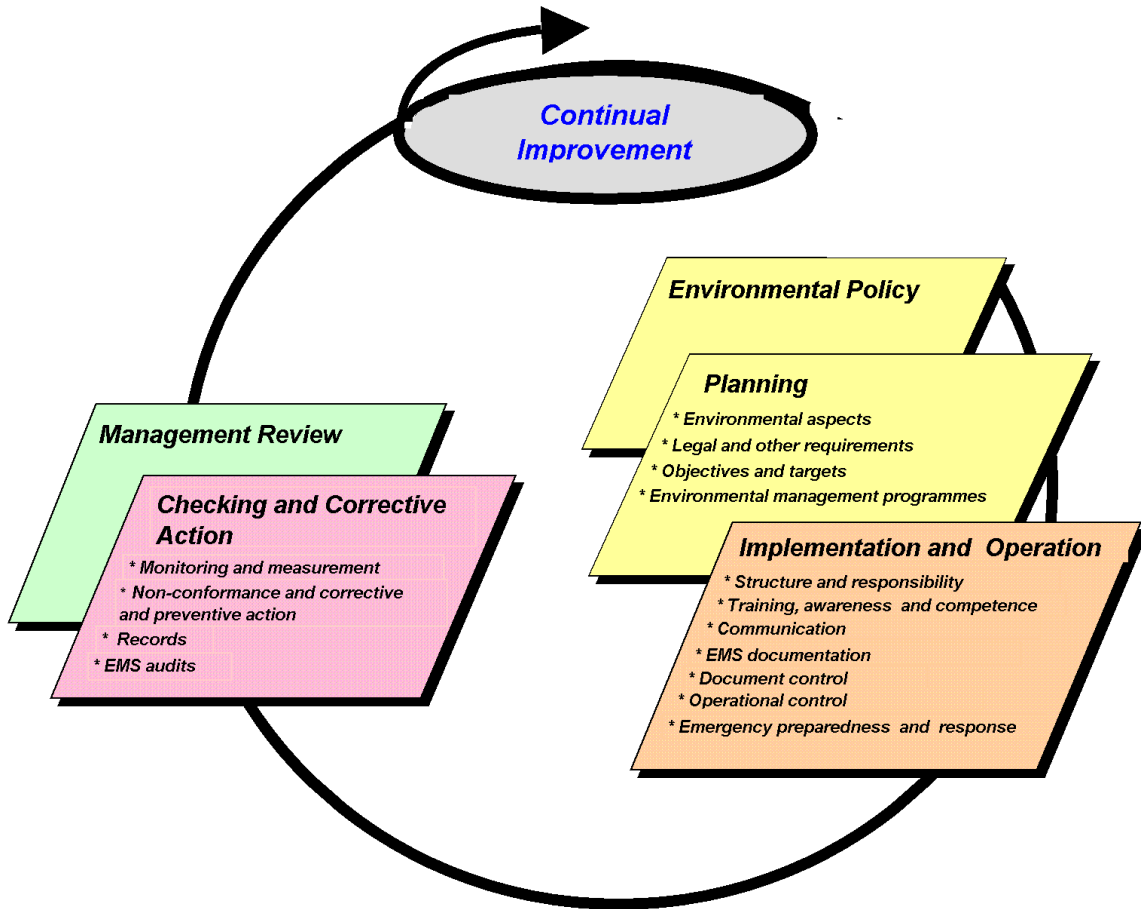 Continual
Improvement
Environmental Policy
Planning
* Environmental aspects
* Legal and other requirements
* Objectives and targets
* Environmental management programmes
Implementation and Operation
* Structure and responsibility
* Training, awareness and competence
* Communication
* EMS documentation
* Document control
* Operational control
* Emergency preparedness and response
Management Review
Checking and Corrective
Action
* Monitoring and measurement
* Non-conformance and corrective
and preventive action
* Records
* EMS audits